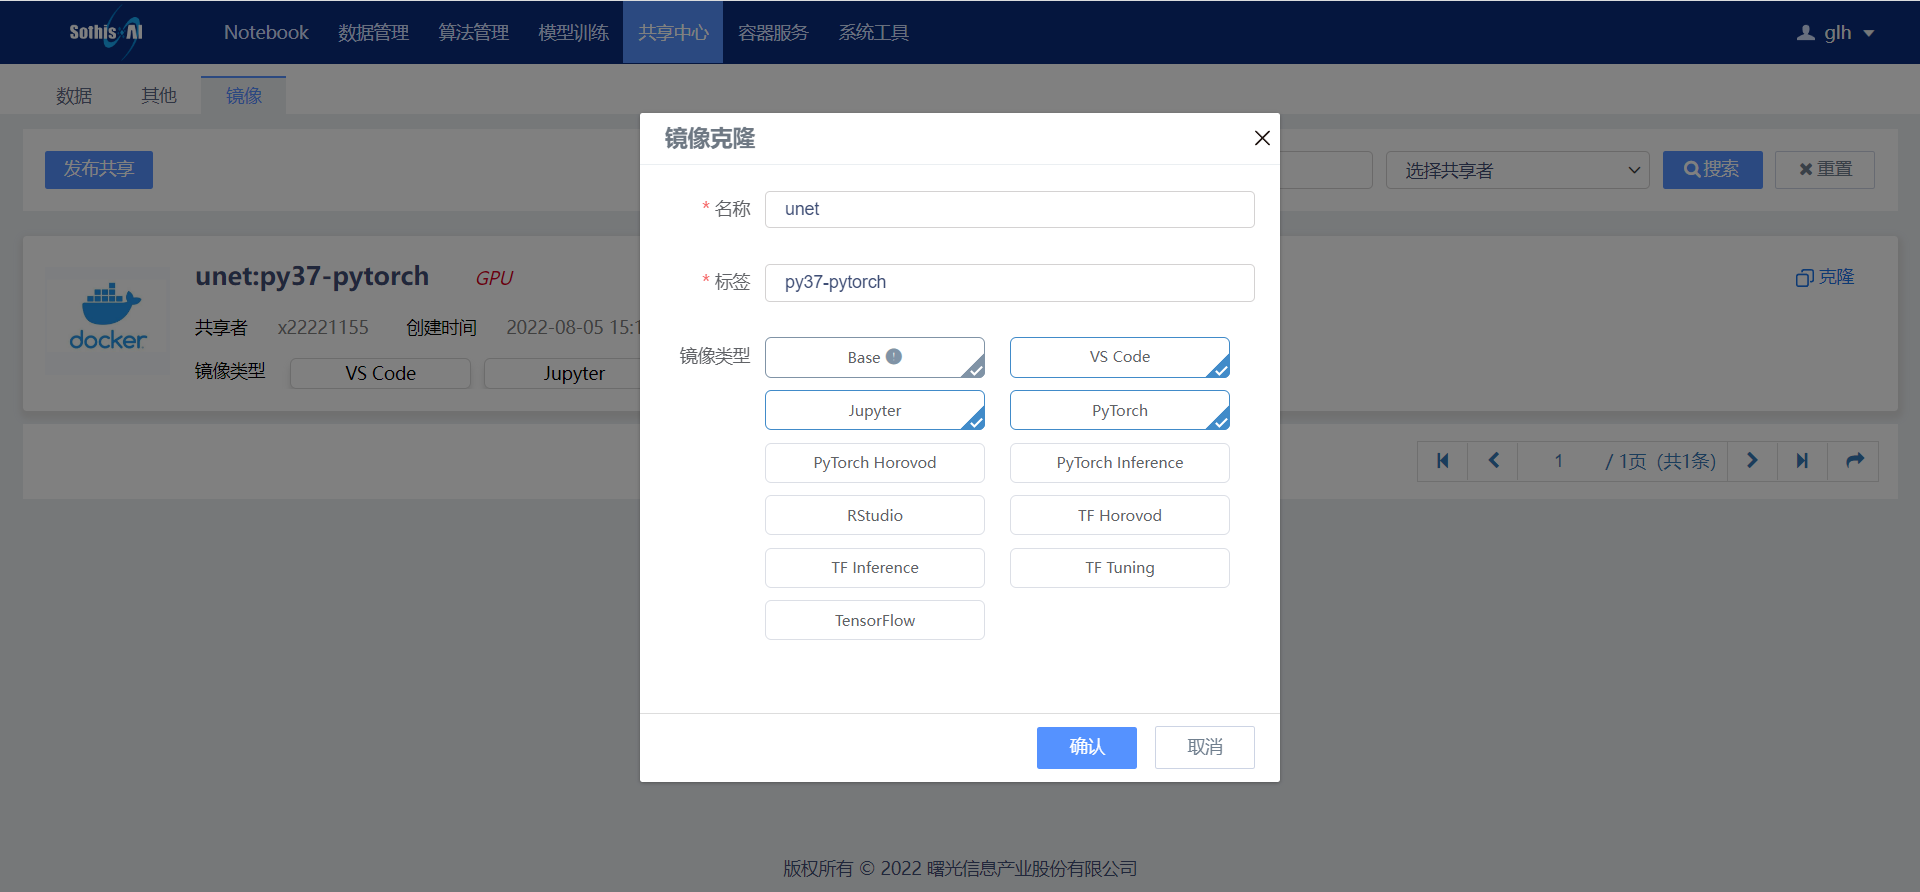 SothisAI Notebook 数据管理 算法管理 模型训练 共享中心 容器服务 系统工具 glh
数据 其他 镜像
发布共享 选择共享者 搜索 重置
unet:py37-pytorch GPU 克隆
docker
共享者 x22221155 创建时间 2022-08-05 15:1
镜像类型 VS Code Jupyter
1 / 1页 (共1条)
镜像克隆
* 名称 unet
* 标签 py37-pytorch
镜像类型 Base VS Code
Jupyter PyTorch
PyTorch Horovod PyTorch Inference
RStudio TF Horovod
TF Inference TF Tuning
TensorFlow
确认 取消
版权所有 © 2022 曙光信息产业股份有限公司